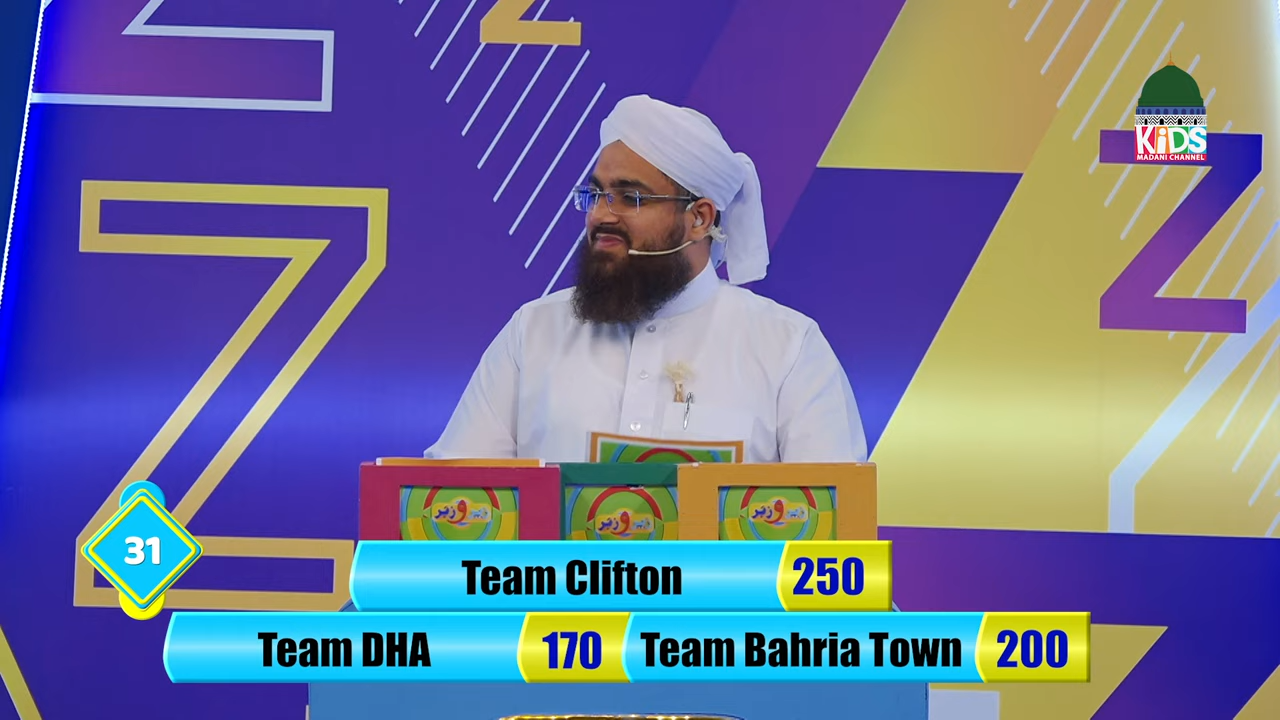 KiDS
MADANI CHANNEL
31
Team Clifton 250
Team DHA 170 Team Bahria Town 200